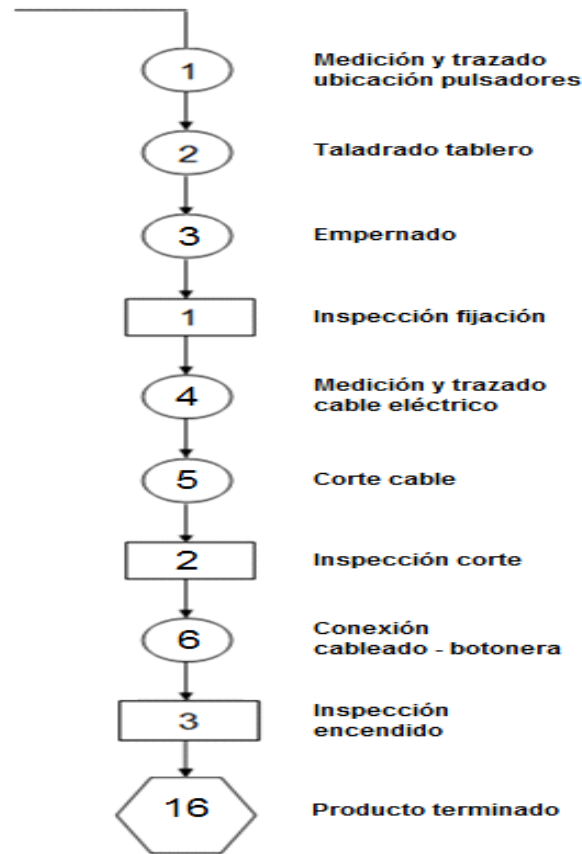 1
Medición y trazado
ubicación pulsadores
2
Taladrado tablero
3
Empernado
1
Inspección fijación
4
Medición y trazado
cable eléctrico
5
Corte cable
2
Inspección corte
6
Conexión
cableado - botonera
3
Inspección
encendido
16
Producto terminado